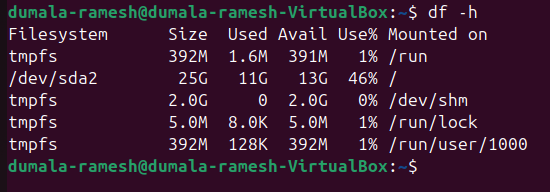 dumala-ramesh@dumala-ramesh-VirtualBox:~$ df -h
Filesystem      Size  Used Avail Use% Mounted on
tmpfs           392M  1.6M  391M   1% /run
/dev/sda2        25G   11G   13G  46% /
tmpfs           2.0G     0  2.0G   0% /dev/shm
tmpfs           5.0M  8.0K  5.0M   1% /run/lock
tmpfs           392M  128K  392M   1% /run/user/1000
dumala-ramesh@dumala-ramesh-VirtualBox:~$